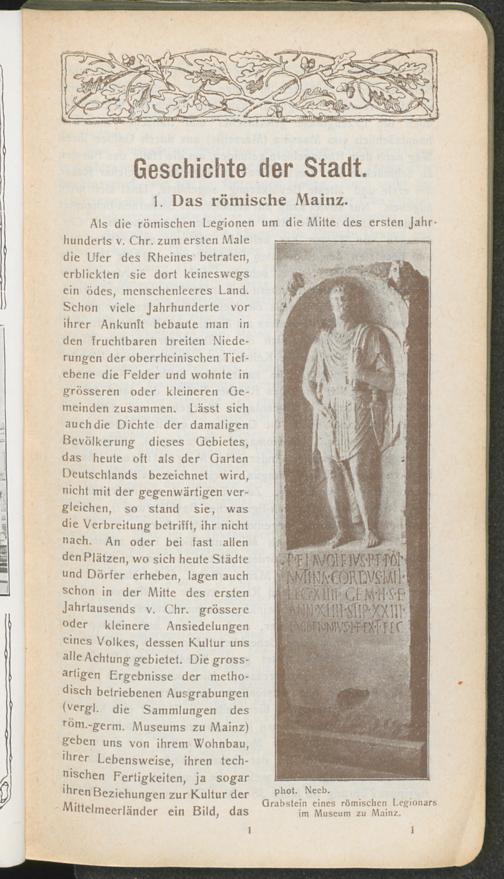 Geschichte der Stadt.
1. Das römische Mainz.
Als die römischen Legionen um die Mitte des ersten Jahr-
hunderts v. Chr. zum ersten Male
die Ufer des Rheines betraten,
erblickten sie dort keineswegs
ein ödes, menschenleeres Land.
Schon viele Jahrhunderte vor
ihrer Ankunft bebaute man in
den fruchtbaren breiten Niede-
rungen der oberrheinischen Tief-
ebene die Felder und wohnte in
grösseren oder kleineren Ge-
meinden zusammen. Lässt sich
auch die Dichte der damaligen
Bevölkerung dieses Gebietes,
das heute oft als der Garten
Deutschlands bezeichnet wird,
nicht mit der gegenwärtigen ver-
gleichen, so stand sie, was
die Verbreitung betrifft, ihr nicht
nach. An oder bei fast allen
den Plätzen, wo sich heute Städte
und Dörfer erheben, lagen auch
schon in der Mitte des ersten
Jahrtausends v. Chr. grössere
oder kleinere Ansiedelungen
eines Volkes, dessen Kultur uns
alle Achtung gebietet. Die gross-
artigen Ergebnisse der metho-
disch betriebenen Ausgrabungen
(vergl. die Sammlungen des
röm.-germ. Museums zu Mainz)
geben uns von ihrem Wohnbau,
ihrer Lebensweise, ihren tech-
nischen Fertigkeiten, ja sogar
ihren Beziehungen zur Kultur der
Mittelmeerländer ein Bild, das
LEG XIIII GEM H S E
phot. Neeb.
Grabstein eines römischen Legionars
im Museum zu Mainz.
1
1